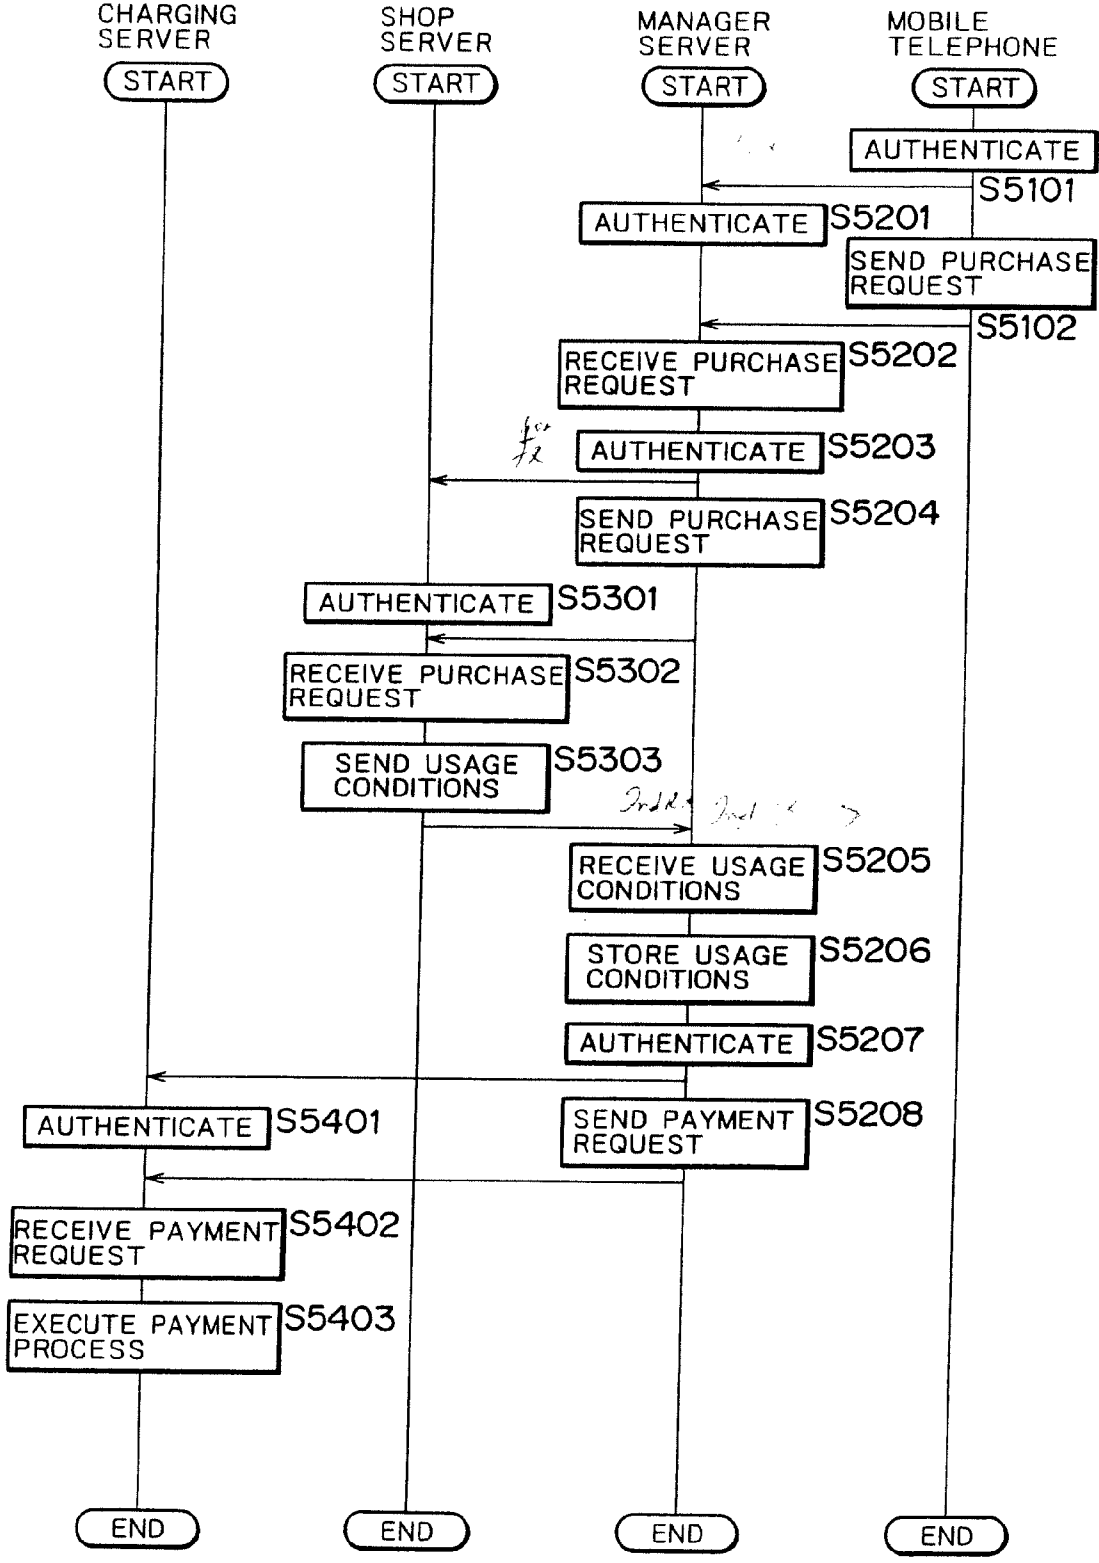 CHARGING
SERVER
SHOP
SERVER
MANAGER
SERVER
MOBILE
TELEPHONE
START
START
START
START
AUTHENTICATE
S5101
AUTHENTICATE S5201
SEND PURCHASE
REQUEST
S5102
RECEIVE PURCHASE
REQUEST
S5202
AUTHENTICATE S5203
SEND PURCHASE
REQUEST
S5204
AUTHENTICATE S5301
RECEIVE PURCHASE
REQUEST
S5302
SEND USAGE
CONDITIONS
S5303
RECEIVE USAGE
CONDITIONS
S5205
STORE USAGE
CONDITIONS
S5206
AUTHENTICATE S5207
AUTHENTICATE S5401
SEND PAYMENT
REQUEST
S5208
RECEIVE PAYMENT
REQUEST
S5402
EXECUTE PAYMENT
PROCESS
S5403
END
END
END
END